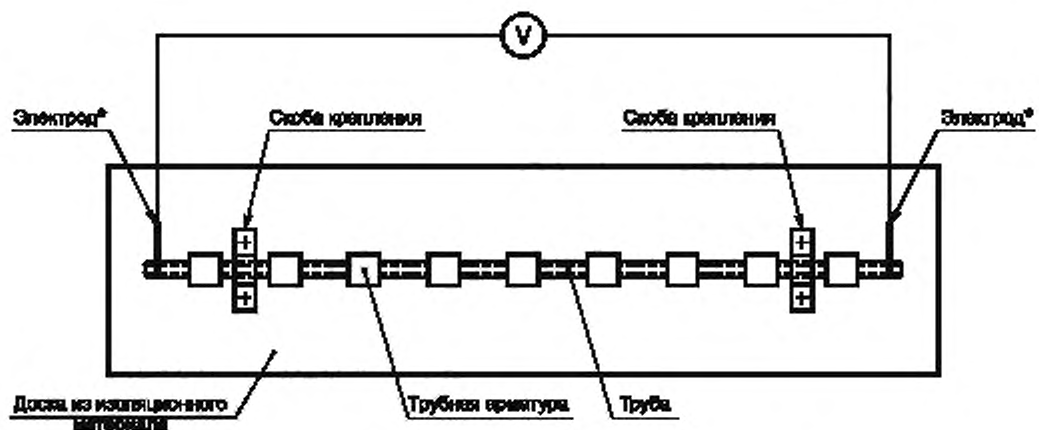 V
Электрод*
Скоба крепления
Скоба крепления
Электрод*
Доска из изоляционного
материала
Трубная арматура
Труба